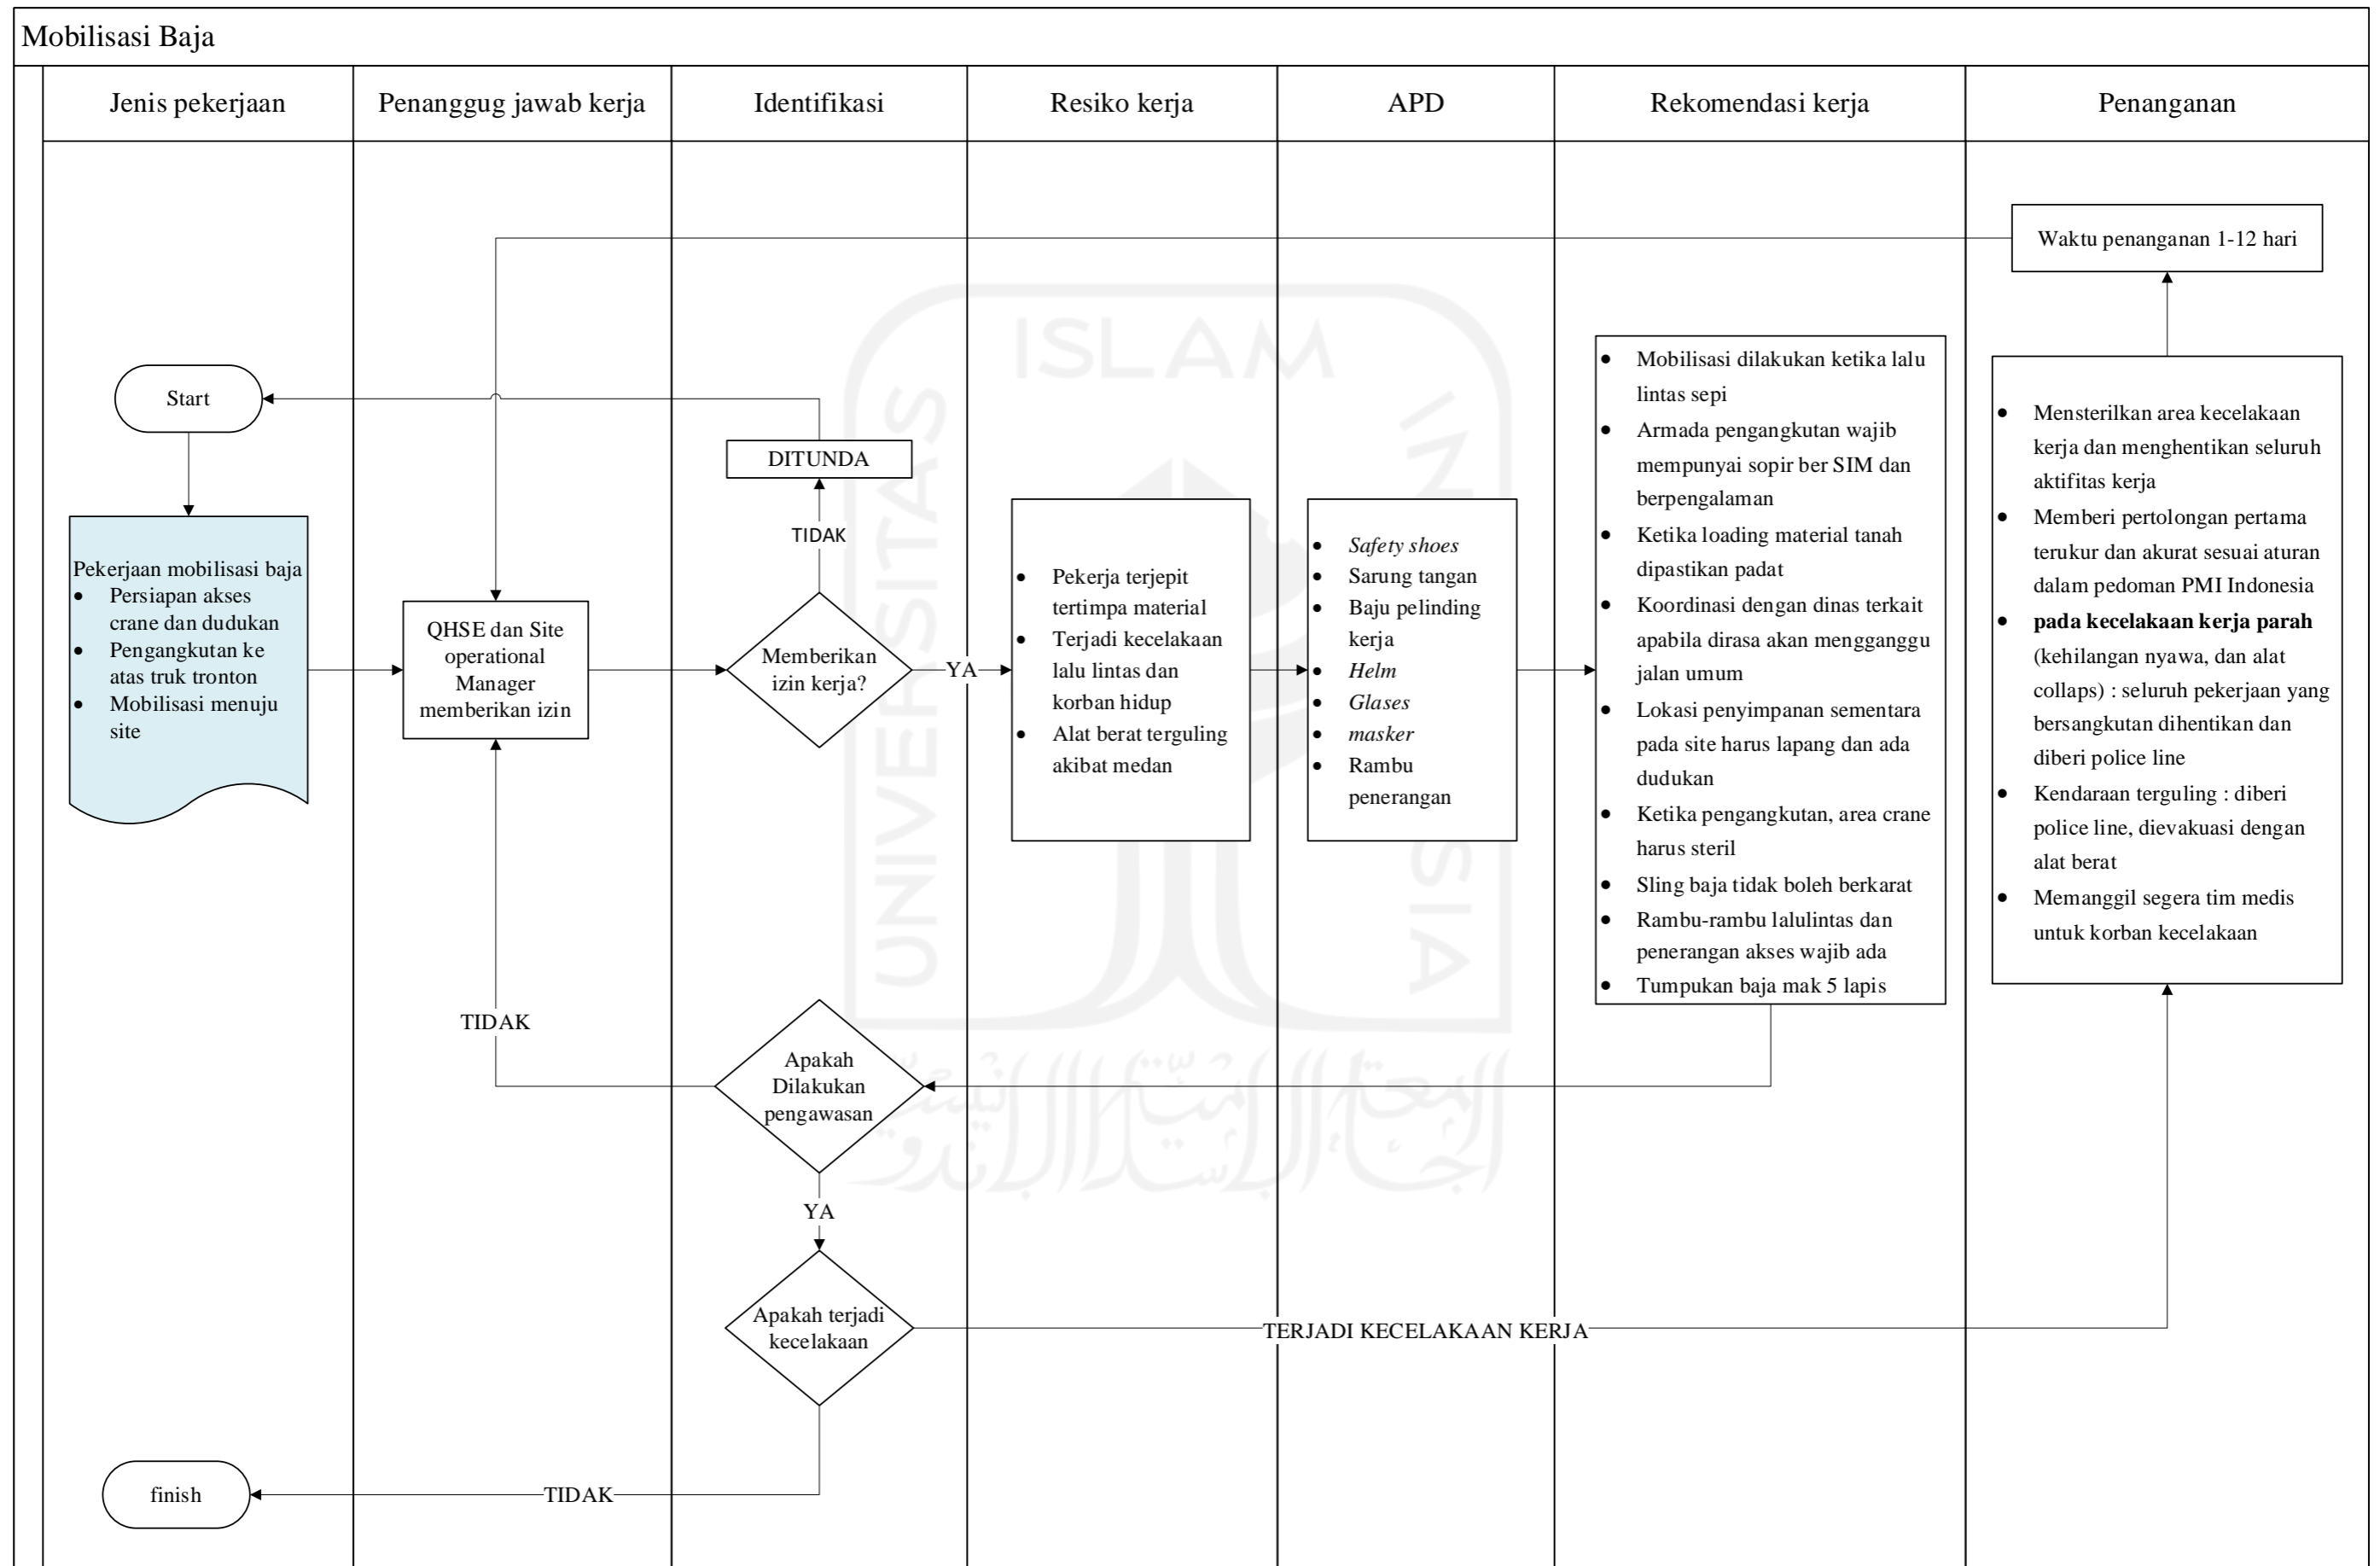 Mobilisasi Baja
Jenis pekerjaan
Penanggug jawab kerja
Identifikasi
Resiko kerja
APD
Rekomendasi kerja
Penanganan
Start
Pekerjaan mobilisasi baja
• Persiapan akses
crane dan dudukan
• Pengangkutan ke
atas truk tronton
• Mobilisasi menuju
site
QHSE dan Site
operational
Manager
memberikan izin
DITUNDA
TIDAK
Memberikan
izin kerja?
YA
• Pekerja terjepit
tertimpa material
• Terjadi kecelakaan
lalu lintas dan
korban hidup
• Alat berat terguling
akibat medan
• Safety shoes
• Sarung tangan
• Baju pelinding
kerja
• Helm
• Glases
• masker
• Rambu
penerangan
• Mobilisasi dilakukan ketika lalu
lintas sepi
• Armada pengangkutan wajib
mempunyai sopir ber SIM dan
berpengalaman
• Ketika loading material tanah
dipastikan padat
• Koordinasi dengan dinas terkait
apabila dirasa akan mengganggu
jalan umum
• Lokasi penyimpanan sementara
pada site harus lapang dan ada
dudukan
• Ketika pengangkutan, area crane
harus steril
• Sling baja tidak boleh berkarat
• Rambu-rambu lalulintas dan
penerangan akses wajib ada
• Tumpukan baja mak 5 lapis
Waktu penanganan 1-12 hari
• Mensterilkan area kecelakaan
kerja dan menghentikan seluruh
aktifitas kerja
• Memberi pertolongan pertama
terukur dan akurat sesuai aturan
dalam pedoman PMI Indonesia
• pada kecelakaan kerja parah
(kehilangan nyawa, dan alat
collaps) : seluruh pekerjaan yang
bersangkutan dihentikan dan
diberi police line
• Kendaraan terguling : diberi
police line, dievakuasi dengan
alat berat
• Memanggil segera tim medis
untuk korban kecelakaan
TIDAK
Apakah
Dilakukan
pengawasan
YA
Apakah terjadi
kecelakaan
TERJADI KECELAKAAN KERJA
TIDAK
finish
UNIVERSITAS
ISLAM